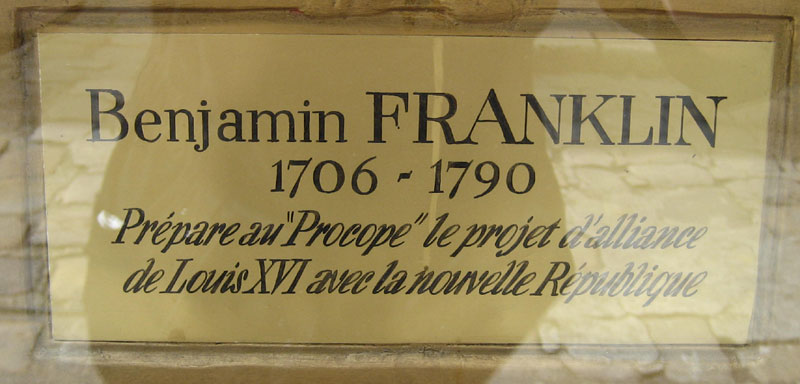 Benjamin FRANKLIN
1706 - 1790
Prépare au "Procope" le projet d'alliance
de Louis XVI avec la nouvelle République